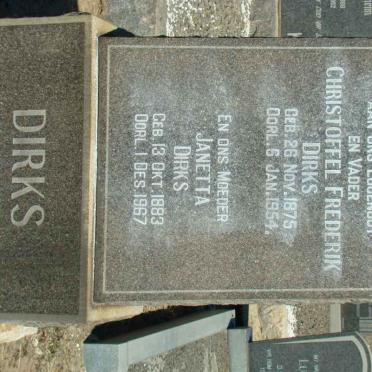 EN VADER
CHRISTOFFEL FREDERIK
DIRKS
GEB. 26 NOV. 1875
OORL. 6 JAN. 1954,
EN ONS MOEDER
JANETTA
DIRKS
GEB. 13 OKT. 1883
OORL. 1 DES. 1967
DIRKS